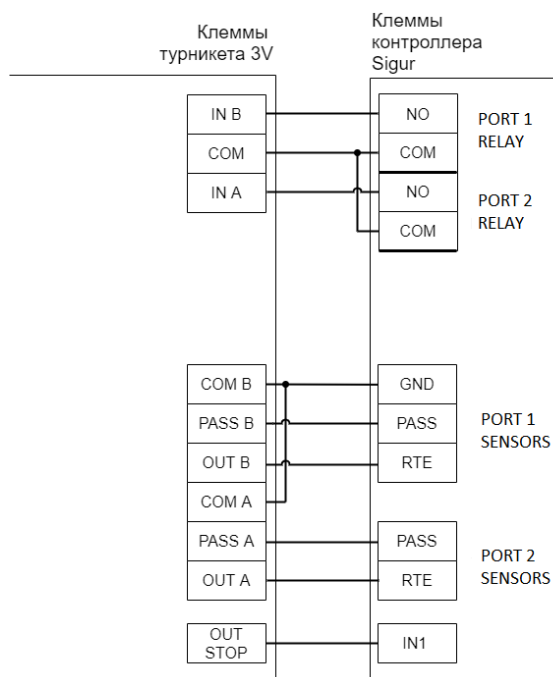 Клеммы
турникета 3V
Клеммы
контроллера
Sigur
IN B
NO
PORT 1
RELAY
COM
COM
IN A
NO
PORT 2
RELAY
COM
COM B
GND
PASS B
PASS
PORT 1
SENSORS
OUT B
RTE
COM A
PASS A
PASS
PORT 2
SENSORS
OUT A
RTE
OUT
STOP
IN1